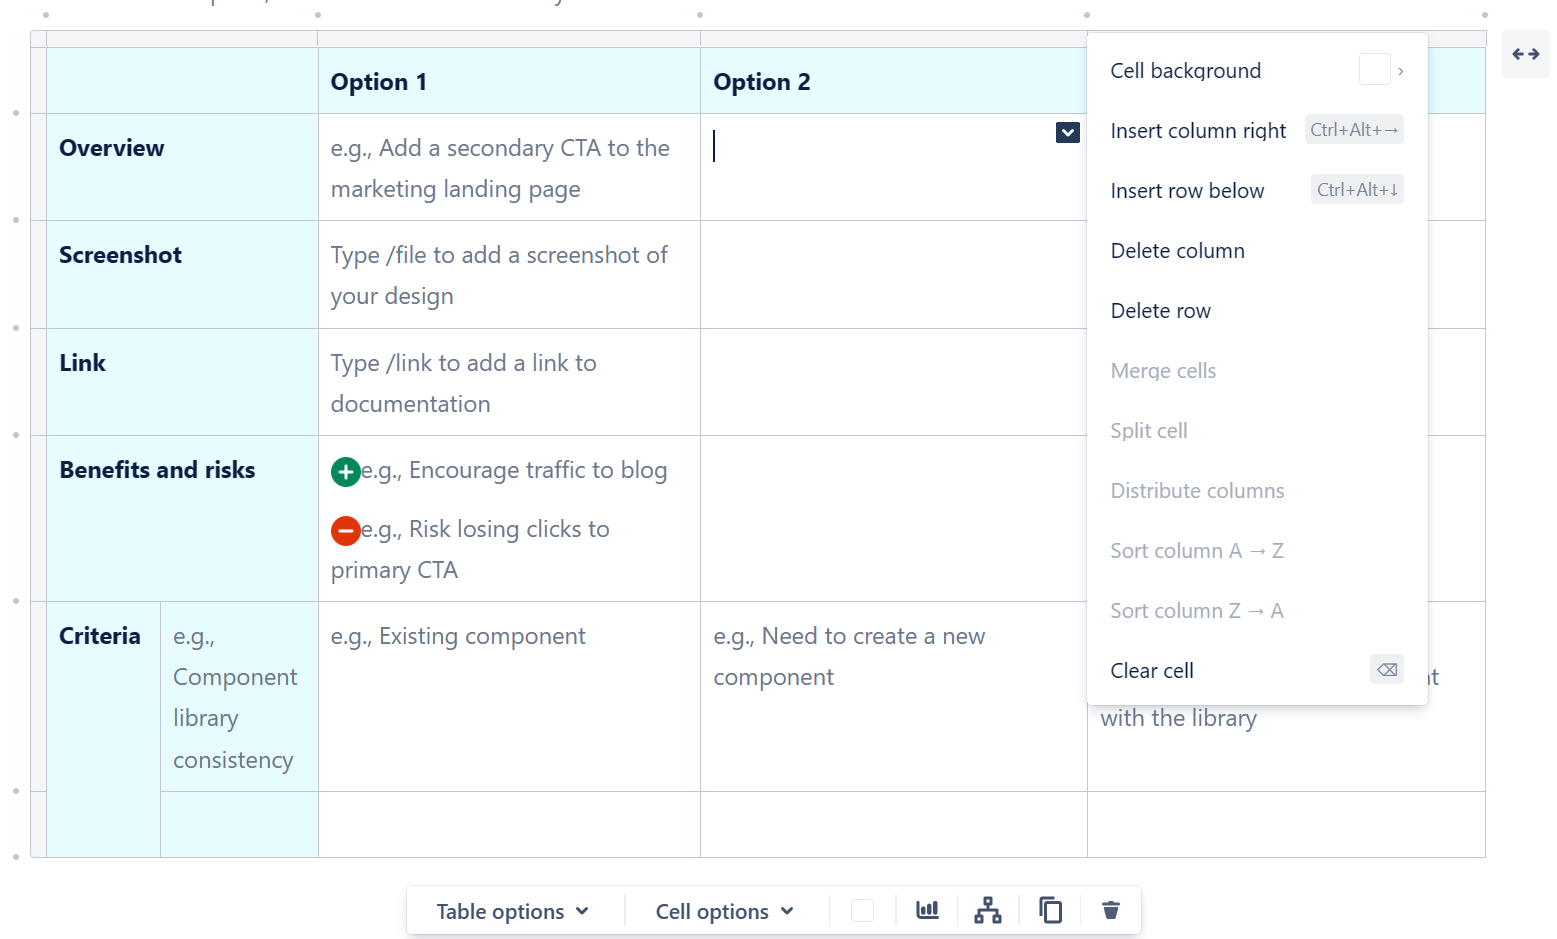 Option 1
Option 2
Overview
e.g., Add a secondary CTA to the
marketing landing page
Screenshot
Type /file to add a screenshot of
your design
Link
Type /link to add a link to
documentation
Benefits and risks
e.g., Encourage traffic to blog
e.g., Risk losing clicks to
primary CTA
Criteria
e.g.,
Component
library
consistency
e.g., Existing component
e.g., Need to create a new
component
with the library
Cell background
Insert column right Ctrl+Alt+→
Insert row below Ctrl+Alt+↓
Delete column
Delete row
Merge cells
Split cell
Distribute columns
Sort column A → Z
Sort column Z → A
Clear cell ⌫
Table options
Cell options